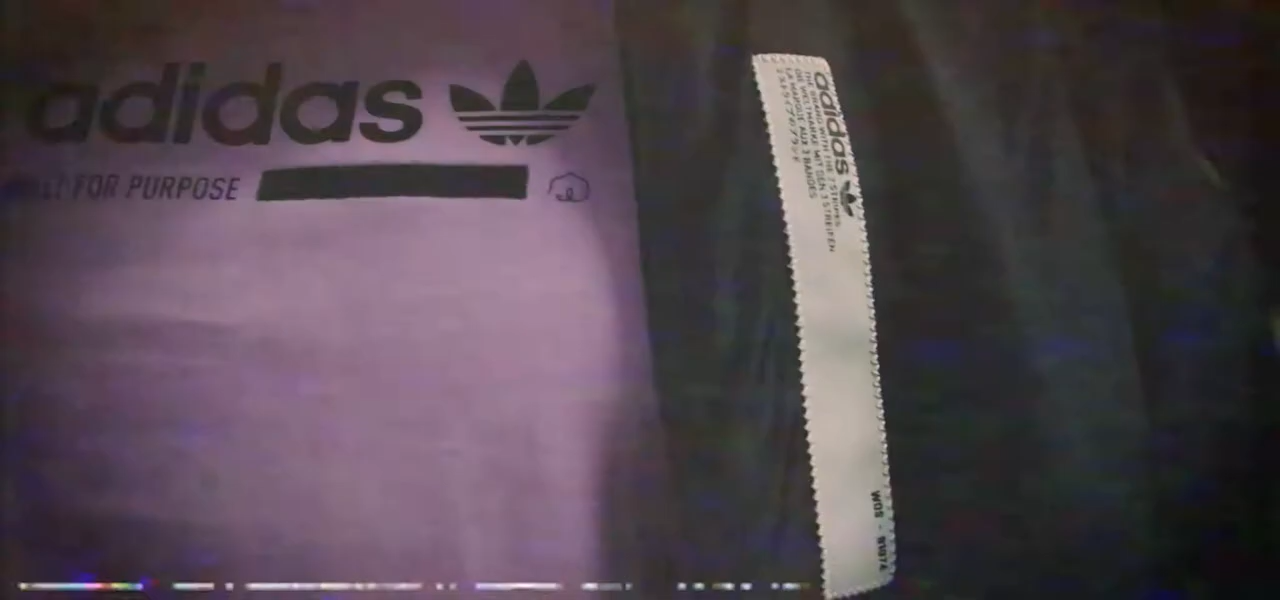 adidas
FOR PURPOSE
adidas
THE BRAND WITH THE 3 STRIPES
DIE WELTMARKE MIT DEN 3 STREIFEN
LA MARQUE AUX 3 BANDES